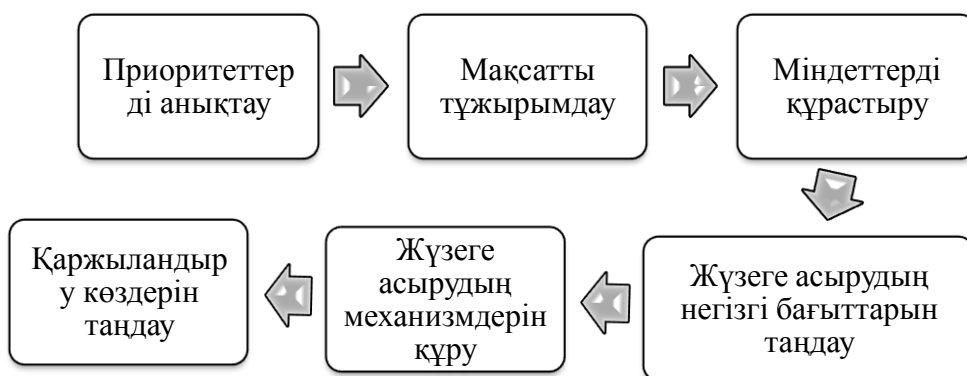 Приоритеттер
ді анықтау
Мақсатты
тұжырымдау
Міндеттерді
құрастыру
Жүзеге асырудың
негізгі бағыттарын
таңдау
Жүзеге
асырудың
механизмдерін
құру
Қаржыландыр
у көздерін
таңдау